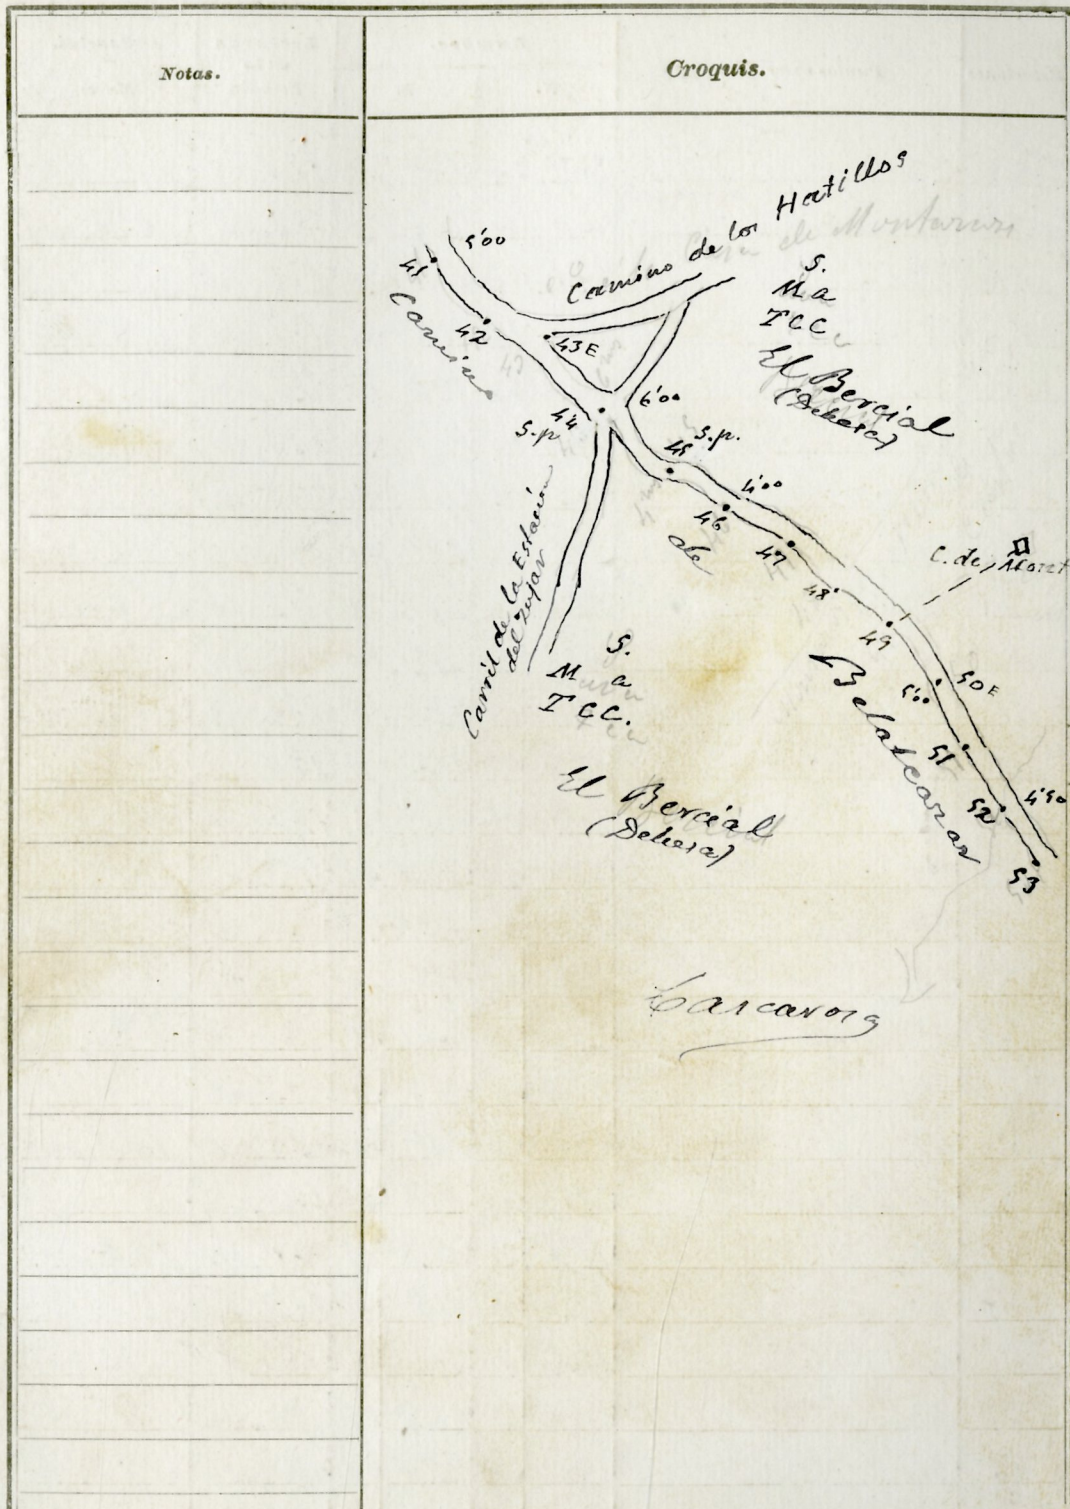 Notas.
Croquis.
Camino de los Hatillos
5'00
41
S.
M a
T C C
42
Camino
43E
El Bercial
(Dehesa)
6'00
44
S.p
S.p.
45
4'00
46
de
47
C. de
48
49
Carril de la Estación
del Zujar
S.
M a
T C C.
50E
5'00
51
Belalcazar
52
4'50
El Bercial
(Dehesa)
53